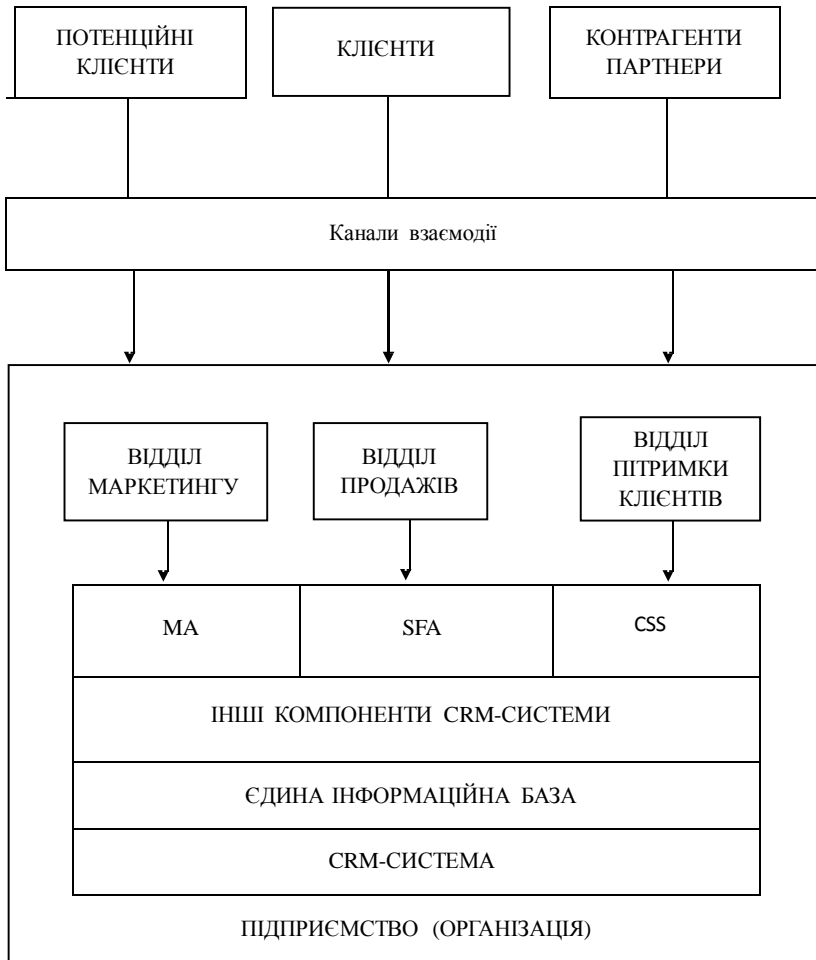 ПОТЕНЦІЙНІ
КЛІЄНТИ
КЛІЄНТИ
КОНТРАГЕНТИ
ПАРТНЕРИ
Канали взаємодії
ВІДДІЛ
МАРКЕТИНГУ
ВІДДІЛ
ПРОДАЖІВ
ВІДДІЛ
ПІТРИМКИ
КЛІЄНТІВ
MA
SFA
CSS
ІНШІ КОМПОНЕНТИ CRM-СИСТЕМИ
ЄДИНА ІНФОРМАЦІЙНА БАЗА
CRM-СИСТЕМА
ПІДПРИЄМСТВО (ОРГАНІЗАЦІЯ)